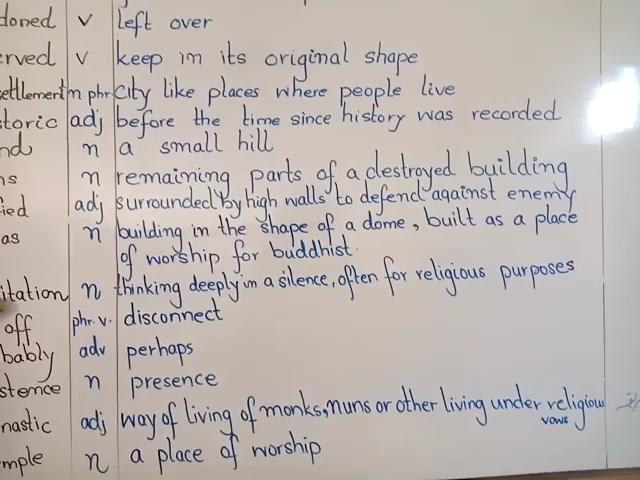 doned v left over
erved v keep in its original shape
ettlement n phr city like places where people live
toric adj before the time since history was recorded
nd n a small hill
ns n remaining parts of a destroyed building
ied adj surrounded by high walls to defend against enemy
as n building in the shape of a dome, built as a place
of worship for buddhist.
itation n thinking deeply in a silence, often for religious purposes
off phr. v. disconnect
bably adv perhaps
stence n presence
nastic adj way of living of monks, nuns or other living under religious
vows
mple n a place of worship